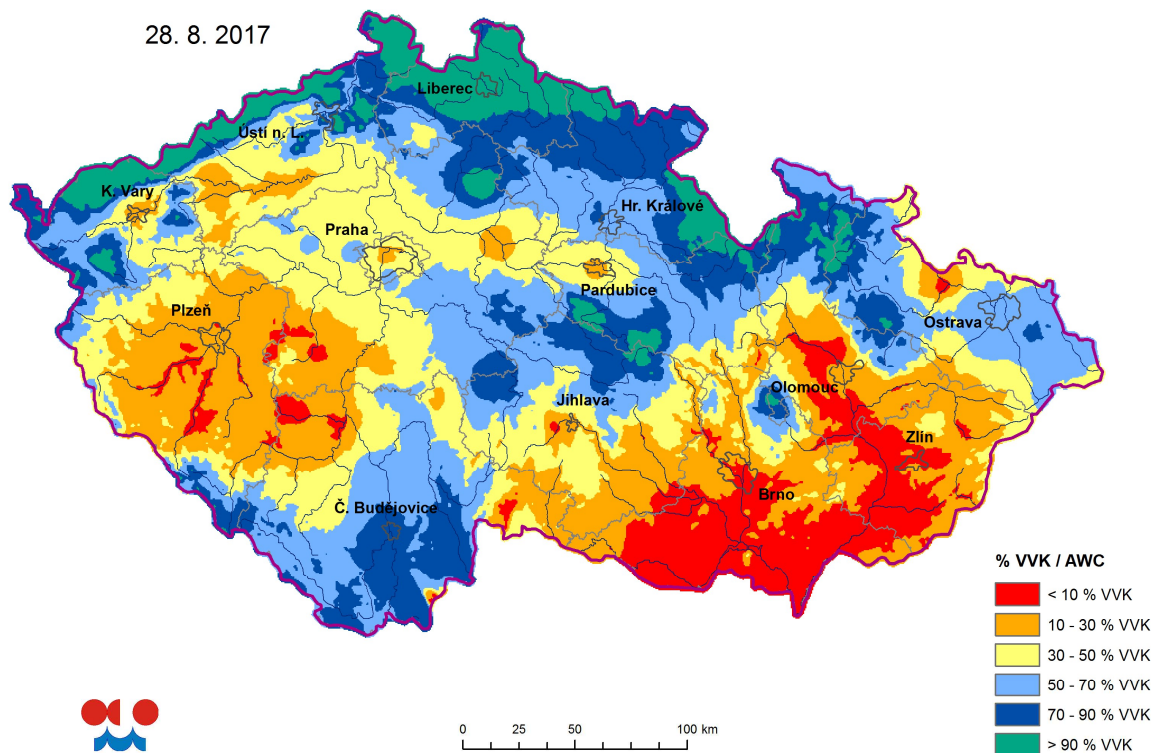 28. 8. 2017
Liberec
Ústí n. L.
K. Vary
Hr. Králové
Praha
Pardubice
Plzeň
Ostrava
Olomouc
Jihlava
Zlín
Brno
Č. Budějovice
% VVK / AWC
< 10 % VVK
10 - 30 % VVK
30 - 50 % VVK
50 - 70 % VVK
70 - 90 % VVK
> 90 % VVK
0 25 50 100 km